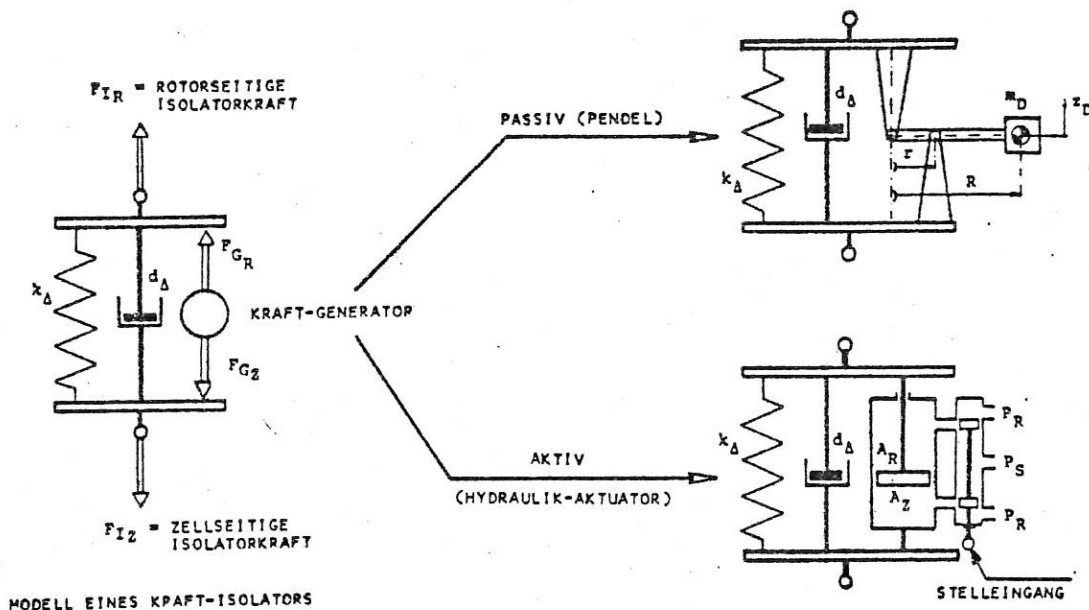 F_IR = ROTORSEITIGE
ISOLATORKRAFT
k_Δ
d_Δ
F_GR
F_GZ
KRAFT-GENERATOR
F_IZ = ZELLSEITIGE
ISOLATORKRAFT
MODELL EINES KRAFT-ISOLATORS
PASSIV (PENDEL)
k_Δ
d_Δ
m_D
z_D
r
R
AKTIV
(HYDRAULIK-AKTUATOR)
k_Δ
d_Δ
A_R
A_Z
P_R
P_S
P_R
STELLEINGANG